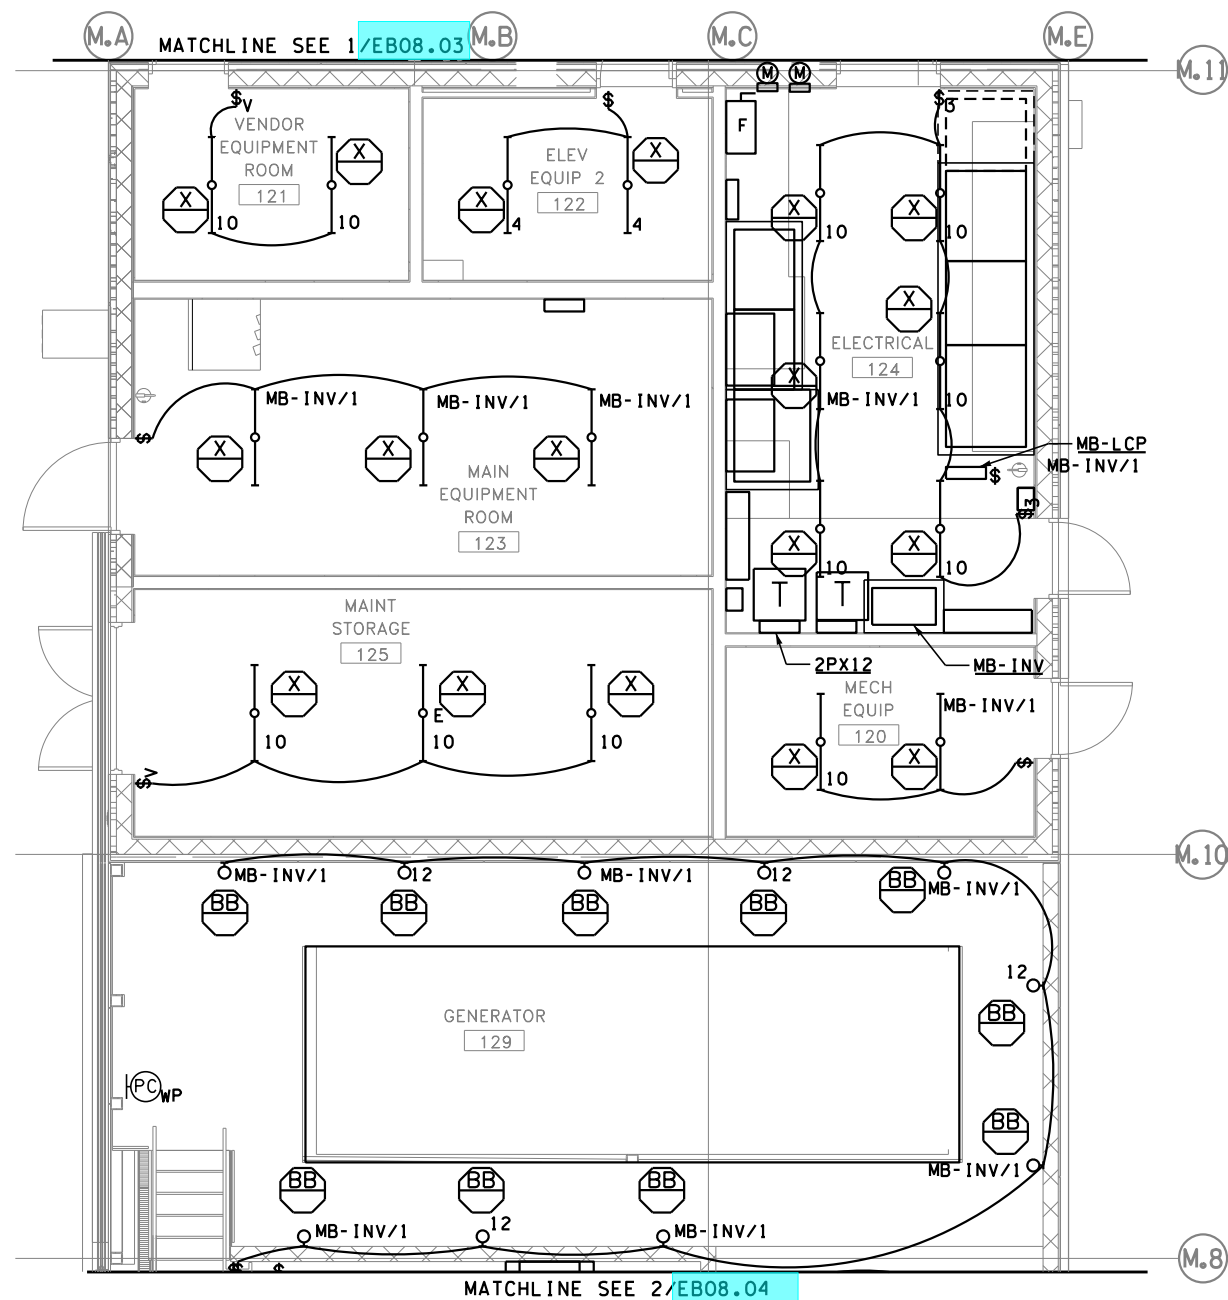 M.A
M.B
M.C
M.E
MATCHLINE SEE 1/EB08.03
M.11
M
M
$V
VENDOR
EQUIPMENT
ROOM
121
X
X
10
10
$
ELEV
EQUIP 2
122
X
X
4
4
F
$3
X
X
10
10
X
ELECTRICAL
124
X
MB-INV/1
10
MB-LCP
MB-INV/1
$
$3
X
X
10
10
T
T
2PX12
MB-INV
$
MB-INV/1
MB-INV/1
MB-INV/1
X
X
X
MAIN
EQUIPMENT
ROOM
123
MAINT
STORAGE
125
X
X
X
E
10
10
10
$V
MECH
EQUIP
120
MB-INV/1
X
X
10
$
M.10
MB-INV/1
12
MB-INV/1
12
MB-INV/1
BB
BB
BB
BB
BB
12
BB
GENERATOR
129
PC
WP
BB
MB-INV/1
BB
BB
BB
MB-INV/1
12
MB-INV/1
$
$
M.8
MATCHLINE SEE 2/EB08.04